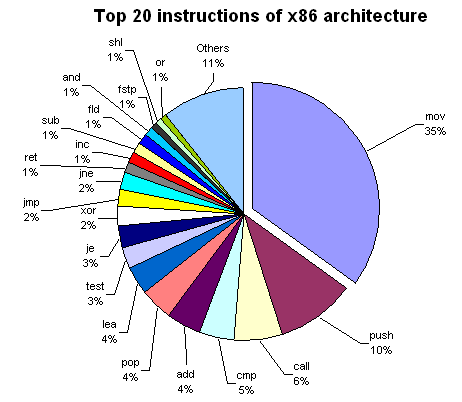 Top 20 instructions of x86 architecture
mov
35%
push
10%
call
6%
cmp
5%
add
4%
pop
4%
lea
4%
test
3%
je
3%
xor
2%
jmp
2%
jne
2%
ret
1%
inc
1%
sub
1%
fld
1%
and
1%
fstp
1%
shl
1%
or
1%
Others
11%